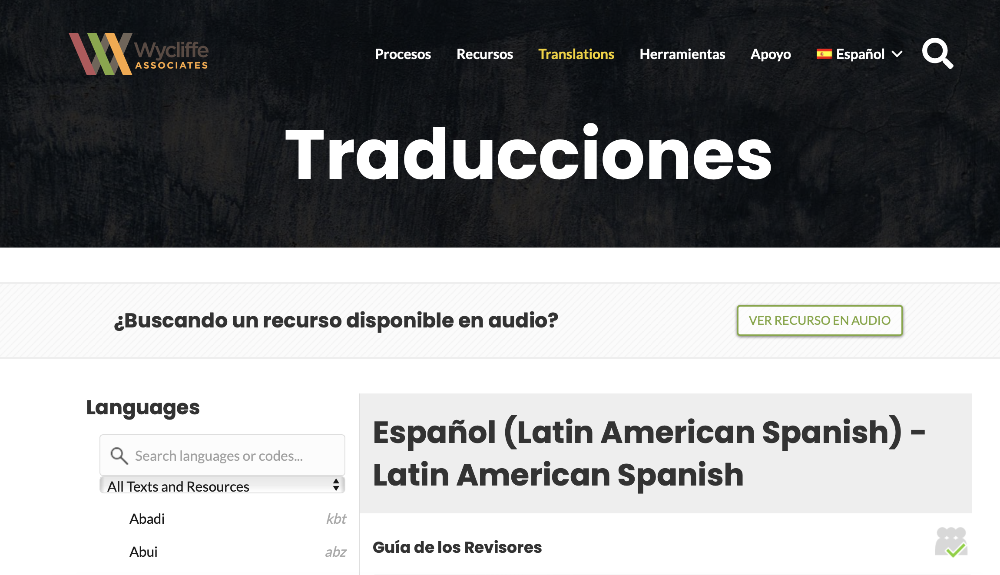 Wycliffe
ASSOCIATES
Procesos Recursos Translations Herramientas Apoyo Español
Traducciones
¿Buscando un recurso disponible en audio?
VER RECURSO EN AUDIO
Languages
Search languages or codes...
All Texts and Resources
Abadi kbt
Abui abz
Español (Latin American Spanish) -
Latin American Spanish
Guía de los Revisores